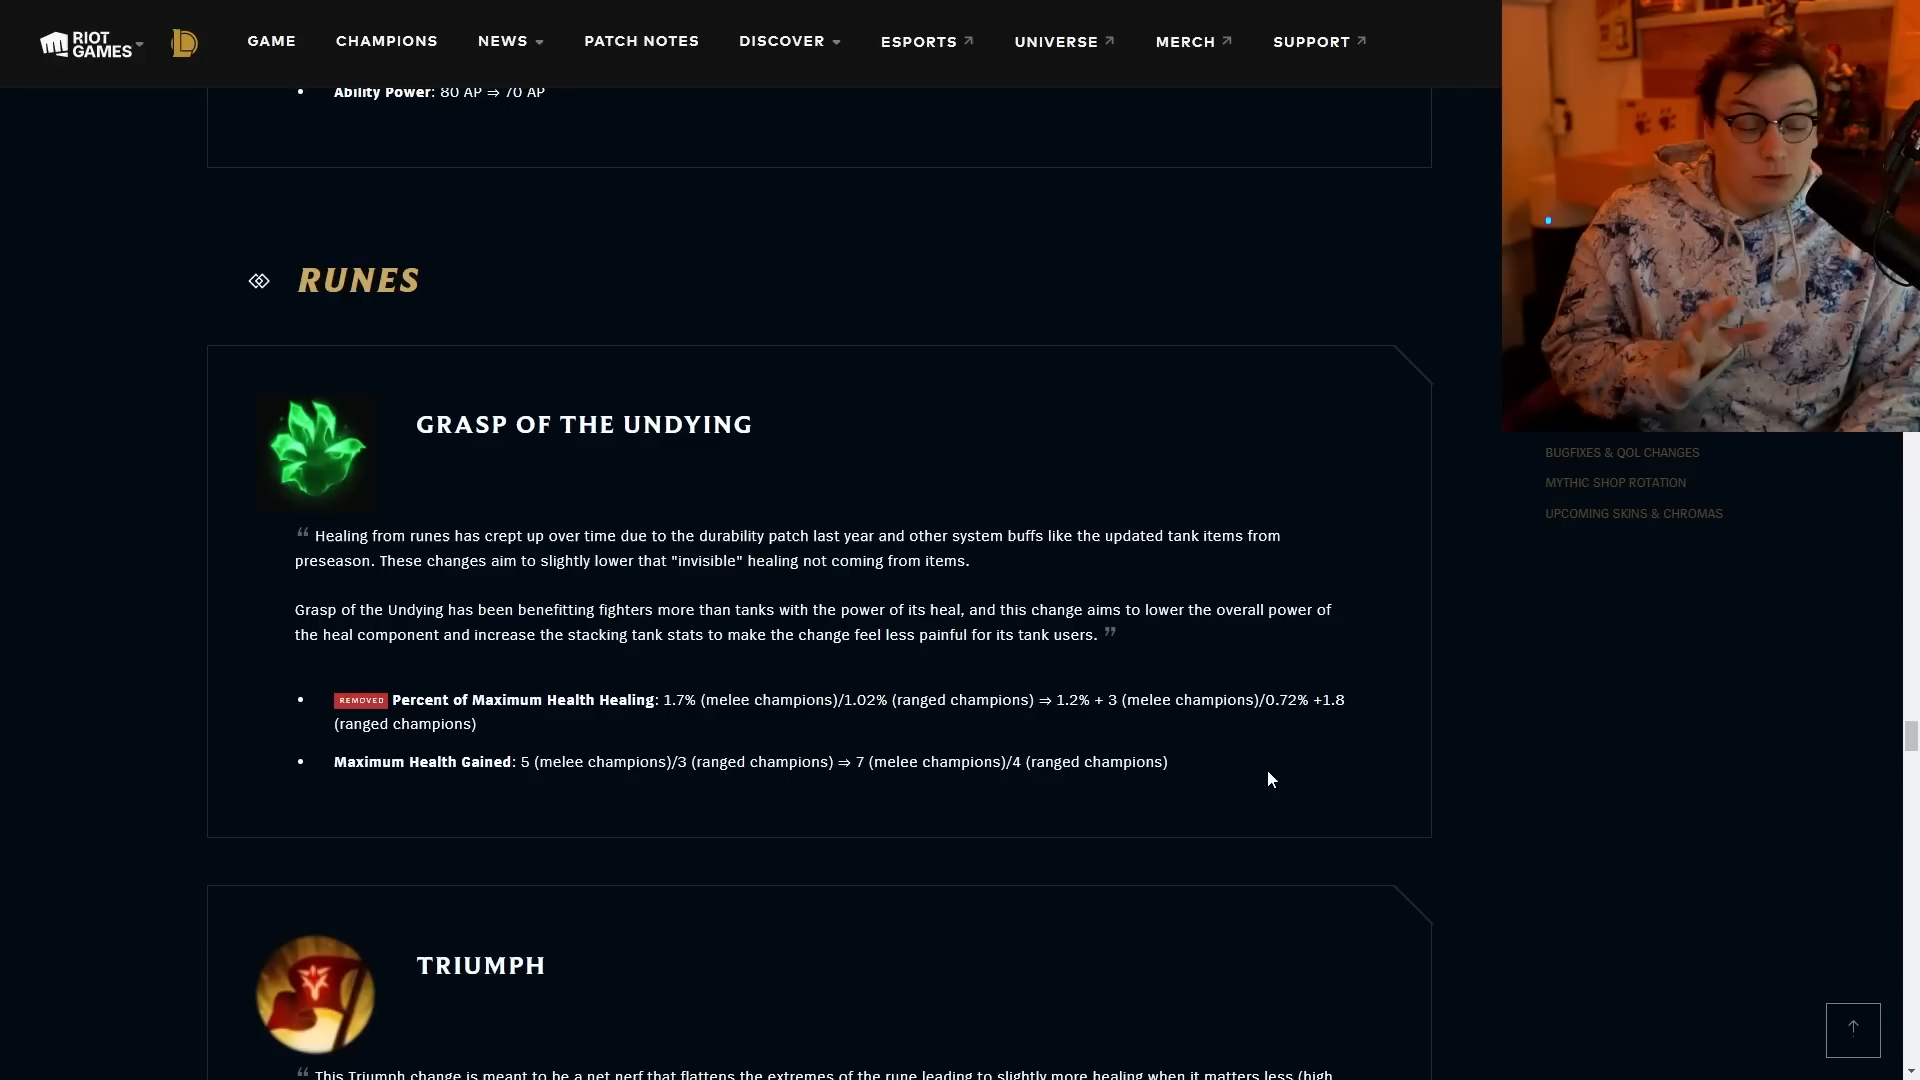 RIOT GAMES
GAME
CHAMPIONS
NEWS
PATCH NOTES
DISCOVER
ESPORTS
UNIVERSE
MERCH
SUPPORT
• Ability Power: 80 AP ⇒ 70 AP
RUNES
GRASP OF THE UNDYING
“ Healing from runes has crept up over time due to the durability patch last year and other system buffs like the updated tank items from
preseason. These changes aim to slightly lower that "invisible" healing not coming from items.
Grasp of the Undying has been benefitting fighters more than tanks with the power of its heal, and this change aims to lower the overall power of
the heal component and increase the stacking tank stats to make the change feel less painful for its tank users. ”
• REMOVED Percent of Maximum Health Healing: 1.7% (melee champions)/1.02% (ranged champions) ⇒ 1.2% + 3 (melee champions)/0.72% +1.8
(ranged champions)
• Maximum Health Gained: 5 (melee champions)/3 (ranged champions) ⇒ 7 (melee champions)/4 (ranged champions)
TRIUMPH
“ This Triumph change is meant to be a net nerf that flattens the extremes of the rune leading to slightly more healing when it matters less (high
BUGFIXES & QOL CHANGES
MYTHIC SHOP ROTATION
UPCOMING SKINS & CHROMAS